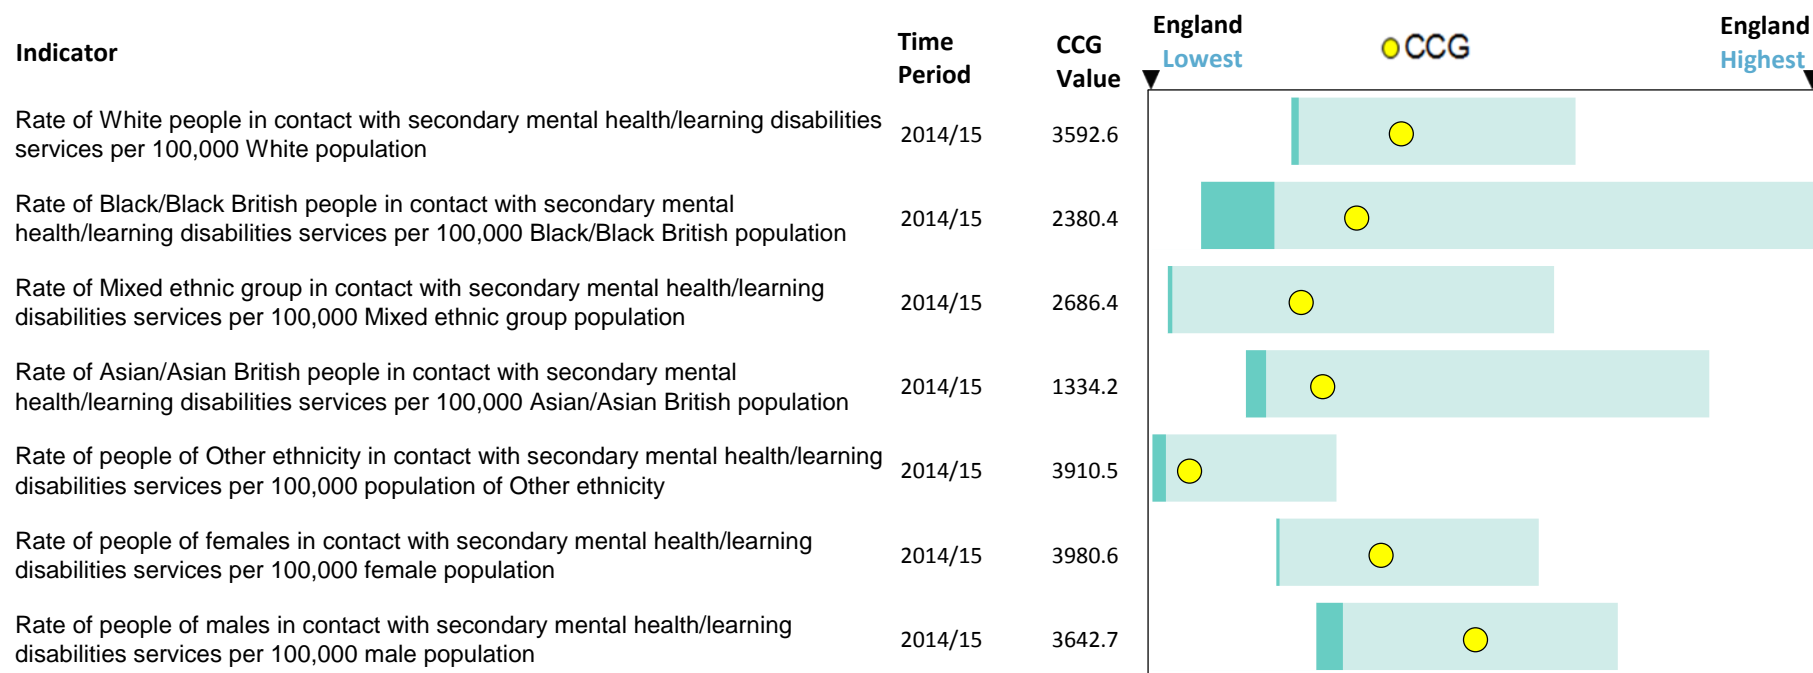 Indicator
Time
Period
CCG
Value
England
Lowest
CCG
England
Highest
Rate of White people in contact with secondary mental health/learning disabilities
services per 100,000 White population
2014/15
3592.6
Rate of Black/Black British people in contact with secondary mental
health/learning disabilities services per 100,000 Black/Black British population
2014/15
2380.4
Rate of Mixed ethnic group in contact with secondary mental health/learning
disabilities services per 100,000 Mixed ethnic group population
2014/15
2686.4
Rate of Asian/Asian British people in contact with secondary mental
health/learning disabilities services per 100,000 Asian/Asian British population
2014/15
1334.2
Rate of people of Other ethnicity in contact with secondary mental health/learning
disabilities services per 100,000 population of Other ethnicity
2014/15
3910.5
Rate of people of females in contact with secondary mental health/learning
disabilities services per 100,000 female population
2014/15
3980.6
Rate of people of males in contact with secondary mental health/learning
disabilities services per 100,000 male population
2014/15
3642.7